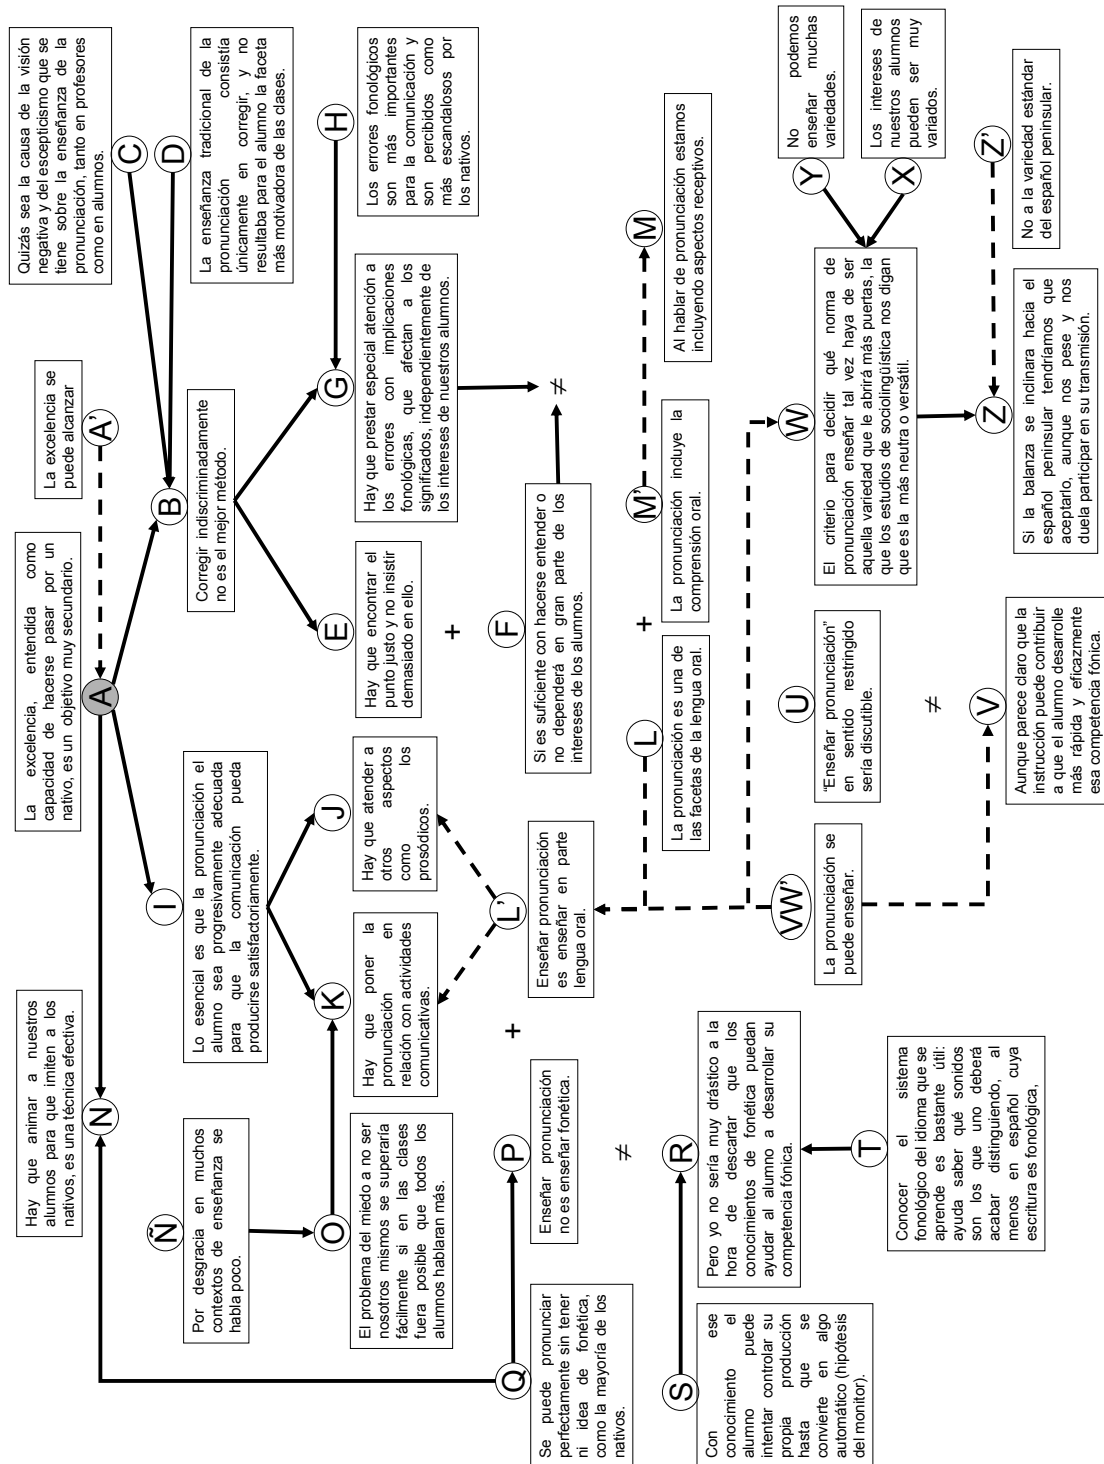 Hay que animar a nuestros
alumnos para que imiten a los
nativos, es una técnica efectiva.
N
La excelencia, entendida como
capacidad de hacerse pasar por un
nativo, es un objetivo muy secundario.
A
La excelencia se
puede alcanzar
A'
Quizás sea la causa de la visión
negativa y del escepticismo que se
tiene sobre la enseñanza de la
pronunciación, tanto en profesores
como en alumnos.
C
D
La enseñanza tradicional de la
pronunciación consistía
únicamente en corregir, y no
resultaba para el alumno la faceta
más motivadora de las clases.
Ñ
Por desgracia en muchos
contextos de enseñanza se
habla poco.
I
Lo esencial es que la pronunciación el
alumno sea progresivamente adecuada
para que la comunicación pueda
producirse satisfactoriamente.
B
Corregir indiscriminadamente
no es el mejor método.
O
El problema del miedo a no ser
nosotros mismos se superaría
fácilmente si en las clases
fuera posible que todos los
alumnos hablaran más.
K
Hay que poner la
pronunciación en
relación con actividades
comunicativas.
J
Hay que atender a
otros aspectos
como los
prosódicos.
E
Hay que encontrar el
punto justo y no insistir
demasiado en ello.
G
Hay que prestar especial atención a
los errores con implicaciones
fonológicas, que afectan a los
significados, independientemente de
los intereses de nuestros alumnos.
H
Los errores fonológicos
son más importantes
para la comunicación y
son percibidos como
más escandalosos por
los nativos.
+
F
Si es suficiente con hacerse entender o
no dependerá en gran parte de los
intereses de los alumnos.
≠
Q
Se puede pronunciar
perfectamente sin tener
ni idea de fonética,
como la mayoría de los
nativos.
P
Enseñar pronunciación
no es enseñar fonética.
+
L'
Enseñar pronunciación
es enseñar en parte
lengua oral.
L
La pronunciación es una de
las facetas de la lengua oral.
+
M'
La pronunciación incluye la
comprensión oral.
M
Al hablar de pronunciación estamos
incluyendo aspectos receptivos.
≠
S
Con ese
conocimiento el
alumno puede
intentar controlar su
propia producción
hasta que se
convierte en algo
automático (hipótesis
del monitor).
R
Pero yo no sería muy drástico a la
hora de descartar que los
conocimientos de fonética puedan
ayudar al alumno a desarrollar su
competencia fónica.
VW'
La pronunciación se
puede enseñar.
U
“Enseñar pronunciación”
en sentido restringido
sería discutible.
W
El criterio para decidir qué norma de
pronunciación enseñar tal vez haya de ser
aquella variedad que le abrirá más puertas, la
que los estudios de sociolingüística nos digan
que es la más neutra o versátil.
Y
No podemos
enseñar muchas
variedades.
X
Los intereses de
nuestros alumnos
pueden ser muy
variados.
T
Conocer el sistema
fonológico del idioma que se
aprende es bastante útil:
ayuda saber qué sonidos
son los que uno deberá
acabar distinguiendo, al
menos en español cuya
escritura es fonológica,
≠
V
Aunque parece claro que la
instrucción puede contribuir
a que el alumno desarrolle
más rápida y eficazmente
esa competencia fónica.
Z
Si la balanza se inclinara hacia el
español peninsular tendríamos que
aceptarlo, aunque nos pese y nos
duela participar en su transmisión.
Z'
No a la variedad estándar
del español peninsular.